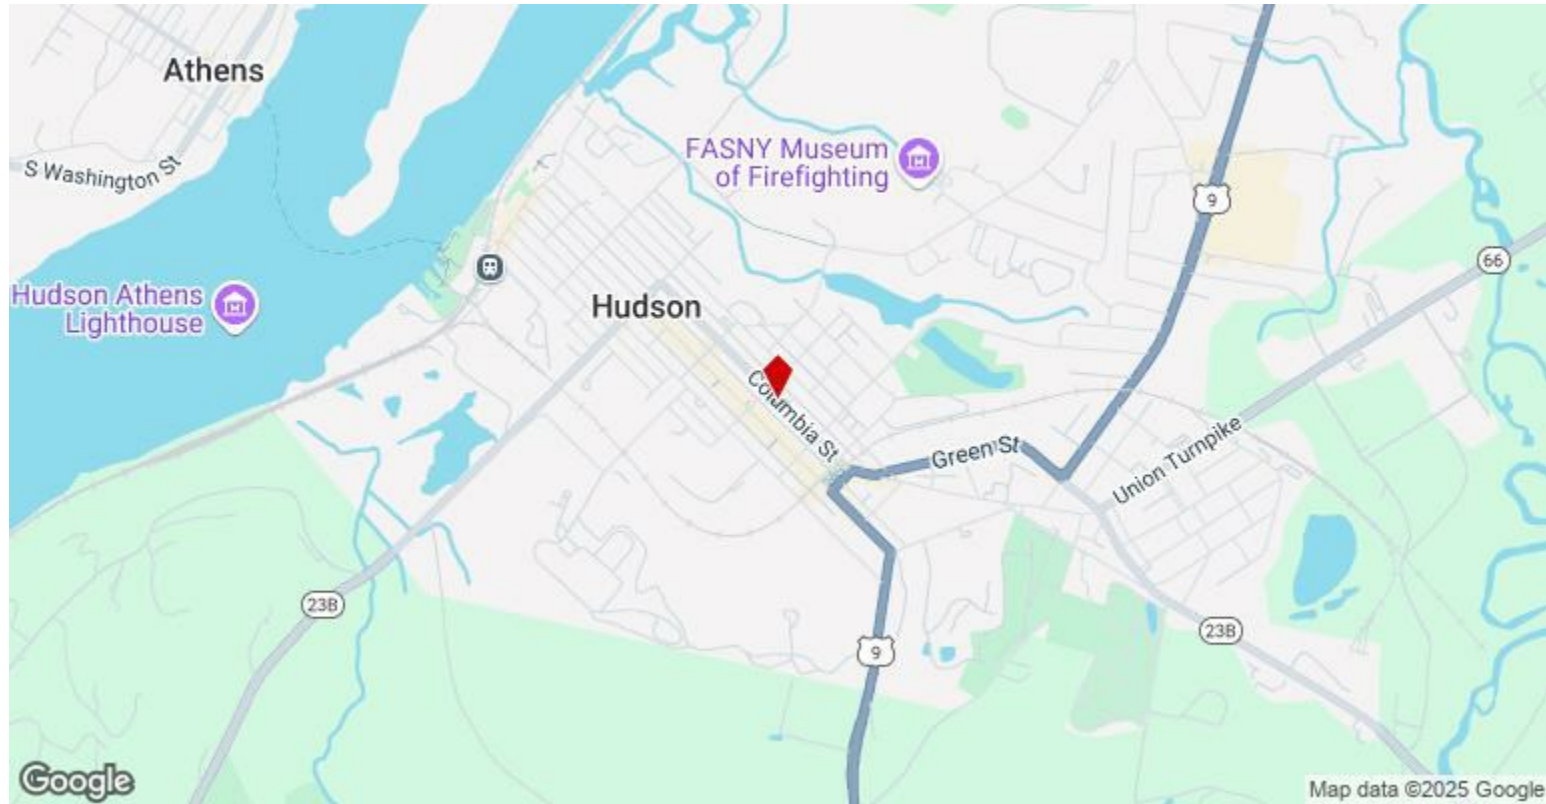 Athens
S Washington St
FASNY Museum
of Firefighting
9
66
Hudson Athens
Lighthouse
Hudson
Columbia St
Green St
Union Turnpike
23B
23B
9
Google
Map data ©2025 Google